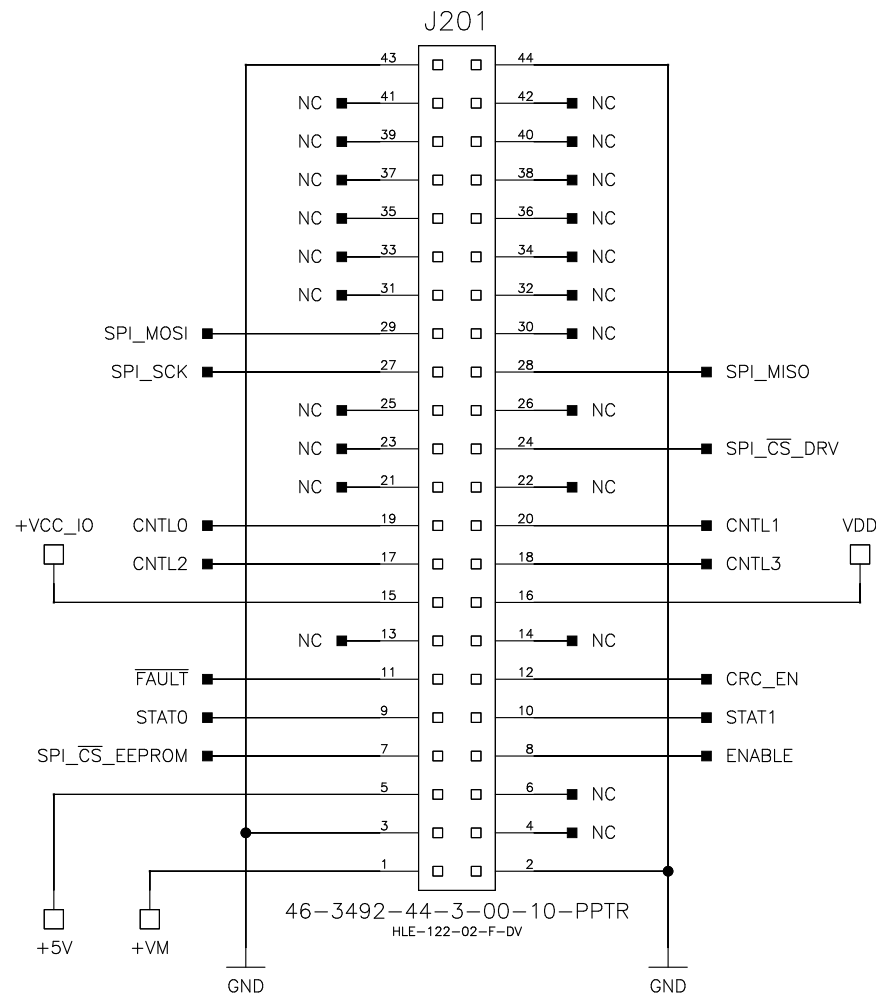 J201
43 44
NC 41 42 NC
NC 39 40 NC
NC 37 38 NC
NC 35 36 NC
NC 33 34 NC
NC 31 32 NC
SPI_MOSI 29 30 NC
SPI_SCK 27 28 SPI_MISO
NC 25 26 NC
NC 23 24 SPI_C̅S̅_DRV
NC 21 22 NC
+VCC_IO CNTL0 19 20 CNTL1 VDD
CNTL2 17 18 CNTL3
15 16
NC 13 14 NC
F̅A̅U̅L̅T̅ 11 12 CRC_EN
STAT0 9 10 STAT1
SPI_C̅S̅_EEPROM 7 8 ENABLE
5 6 NC
3 4 NC
1 2
46-3492-44-3-00-10-PPTR
HLE-122-02-F-DV
+5V +VM
GND GND